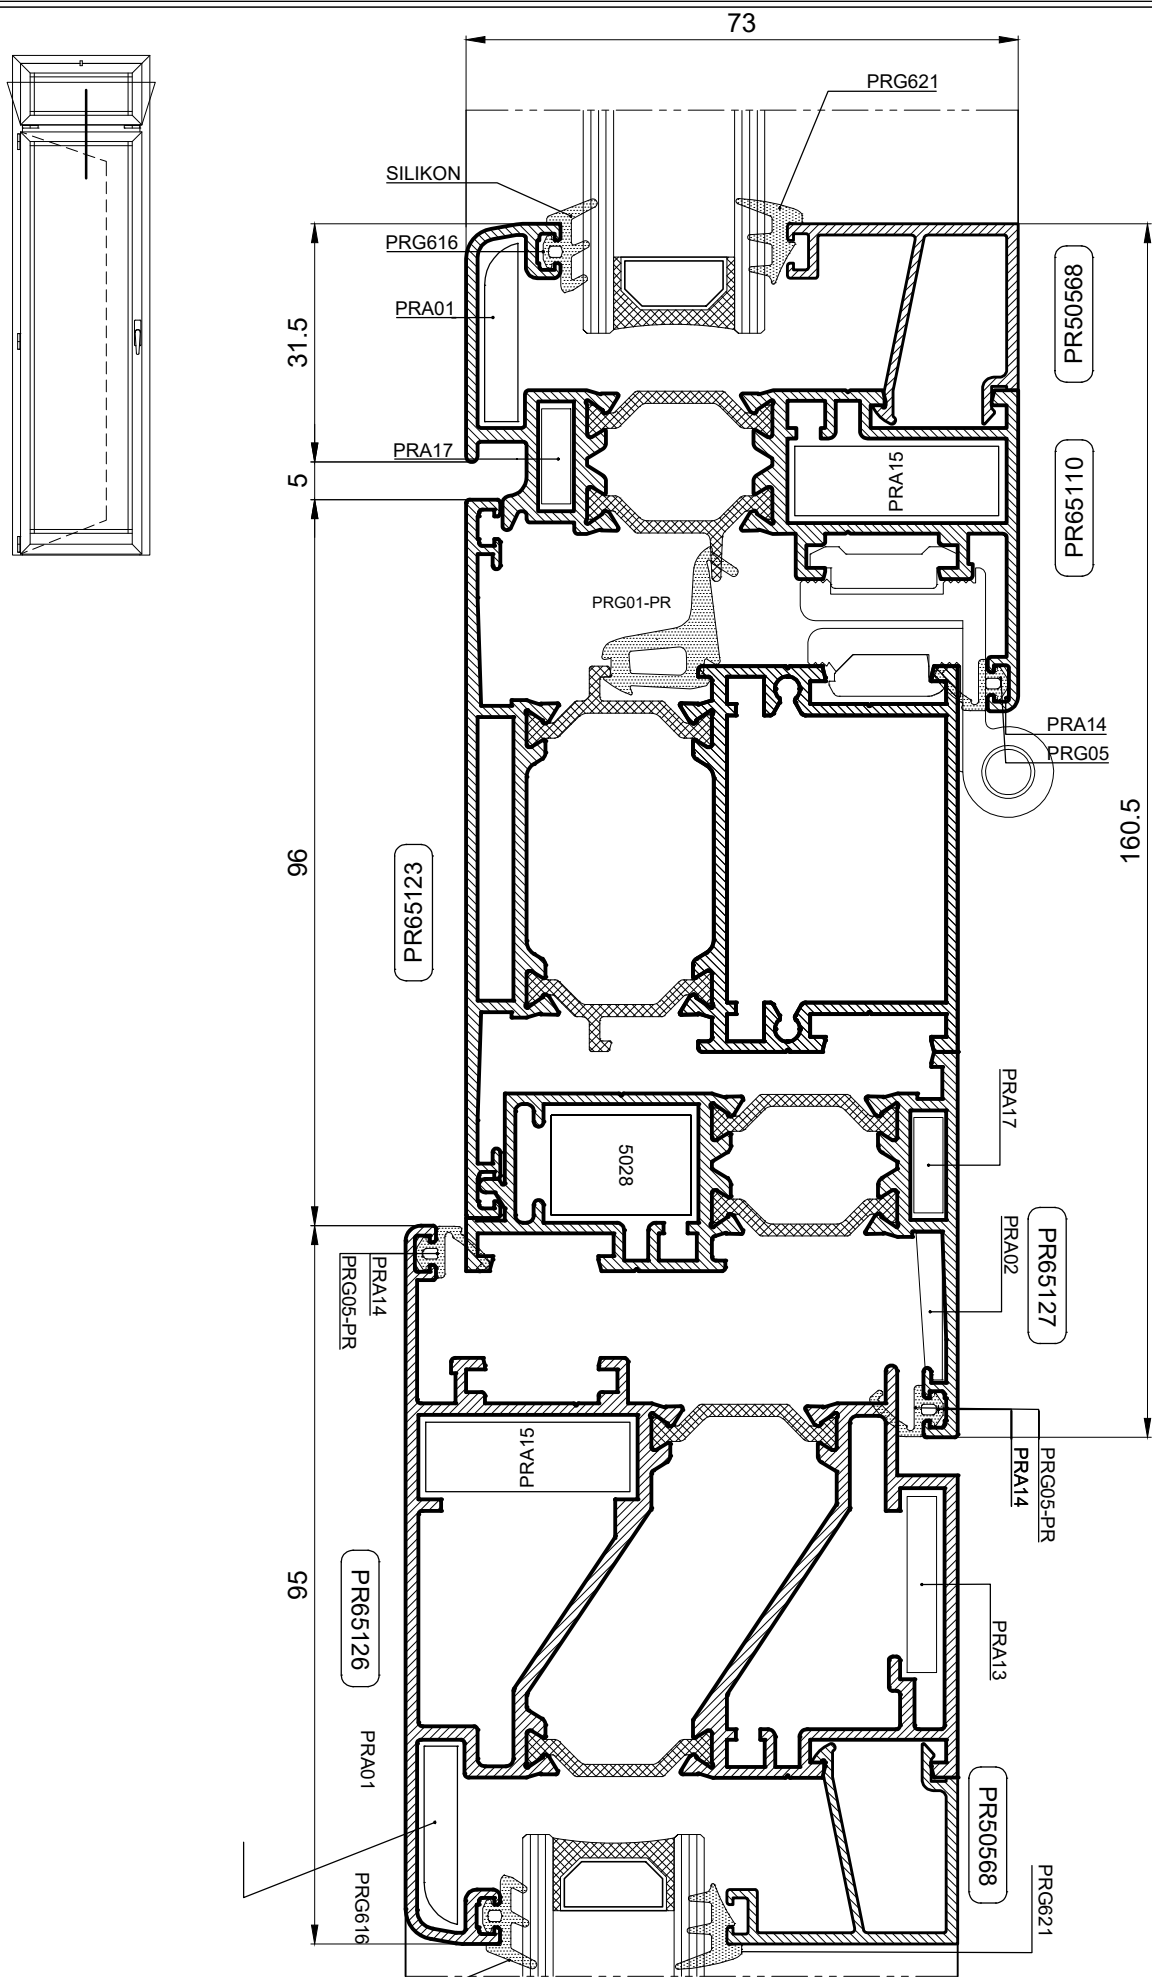 73
PRG621
SILIKON
PRG616
PRA01
31.5
PR50568
PRA17
PRA15
5
PR65110
PRG01-PR
PRA14
PRG05
160.5
96
PR65123
PRA17
5028
PRA02
PR65127
PRA14
PRG05-PR
PRA15
PRG05-PR
PRA14
95
PR65126
PRA13
PRA01
PR50568
PRG616
PRG621